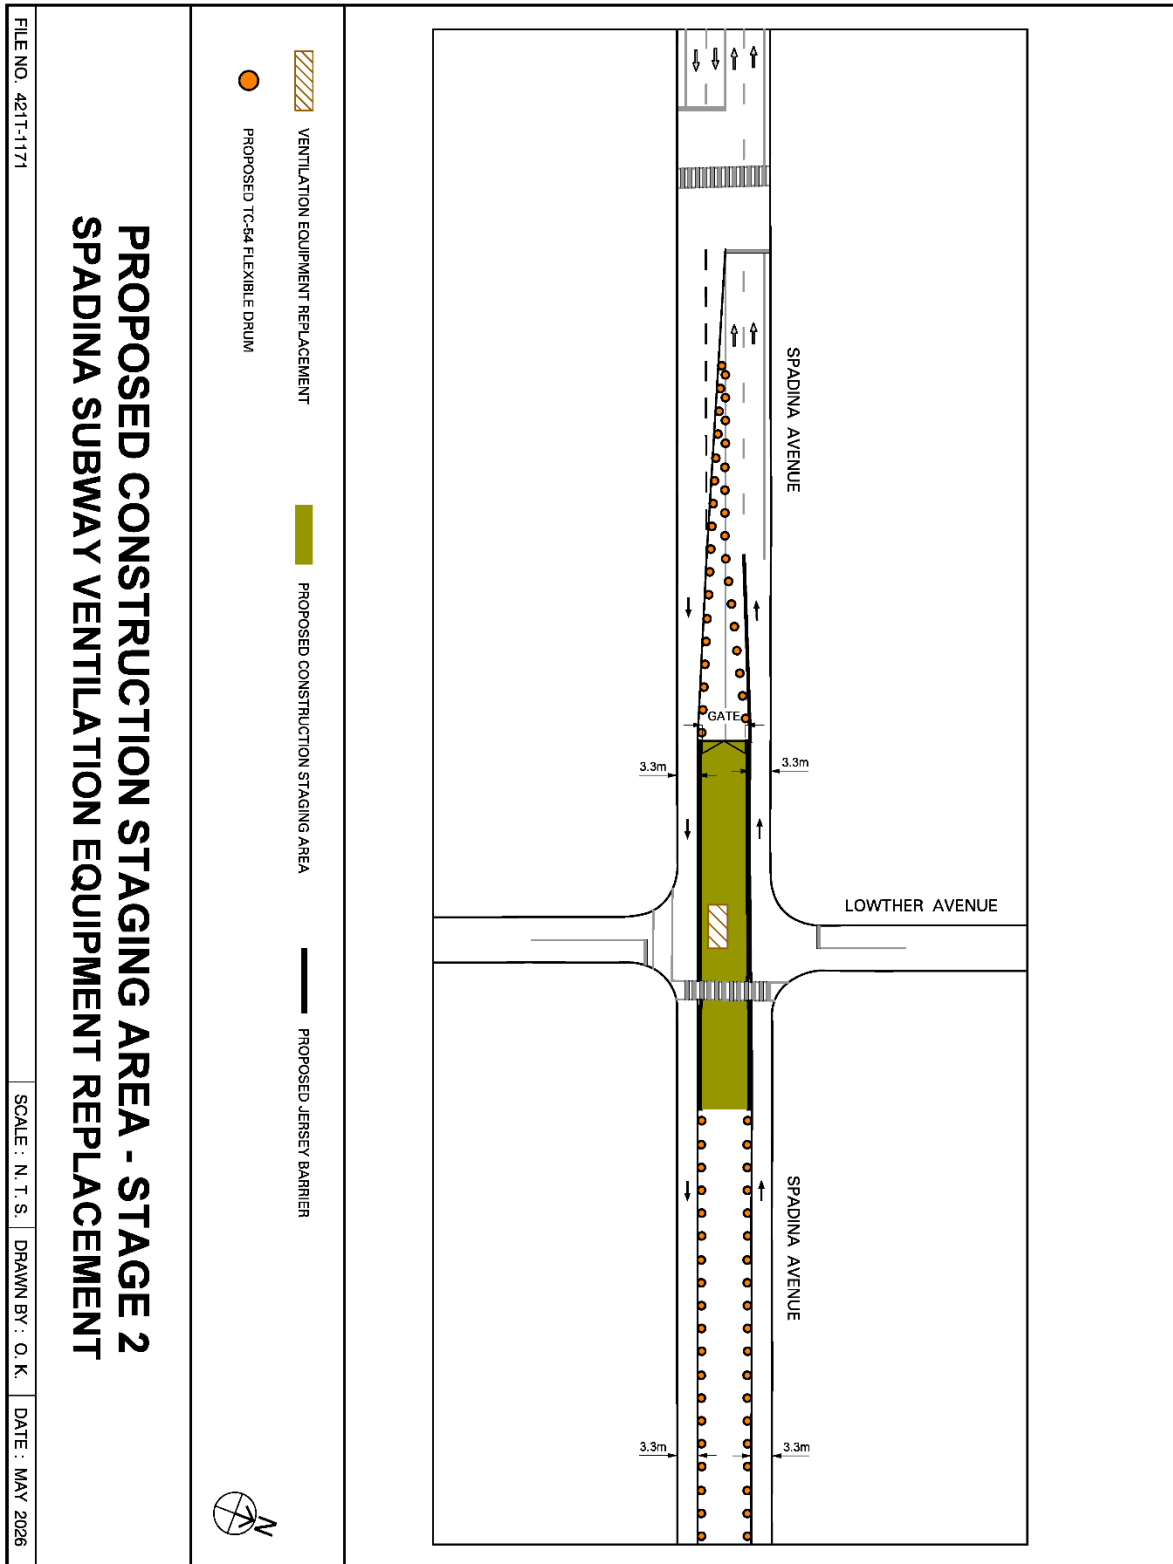 SPADINA AVENUE
GATE
3.3m
3.3m
LOWTHER AVENUE
SPADINA AVENUE
3.3m
3.3m
VENTILATION EQUIPMENT REPLACEMENT
PROPOSED CONSTRUCTION STAGING AREA
PROPOSED JERSEY BARRIER
PROPOSED TC-54 FLEXIBLE DRUM
N
PROPOSED CONSTRUCTION STAGING AREA - STAGE 2
SPADINA SUBWAY VENTILATION EQUIPMENT REPLACEMENT
FILE NO. 421T-1171
SCALE : N. T. S.
DRAWN BY : O. K.
DATE : MAY 2026